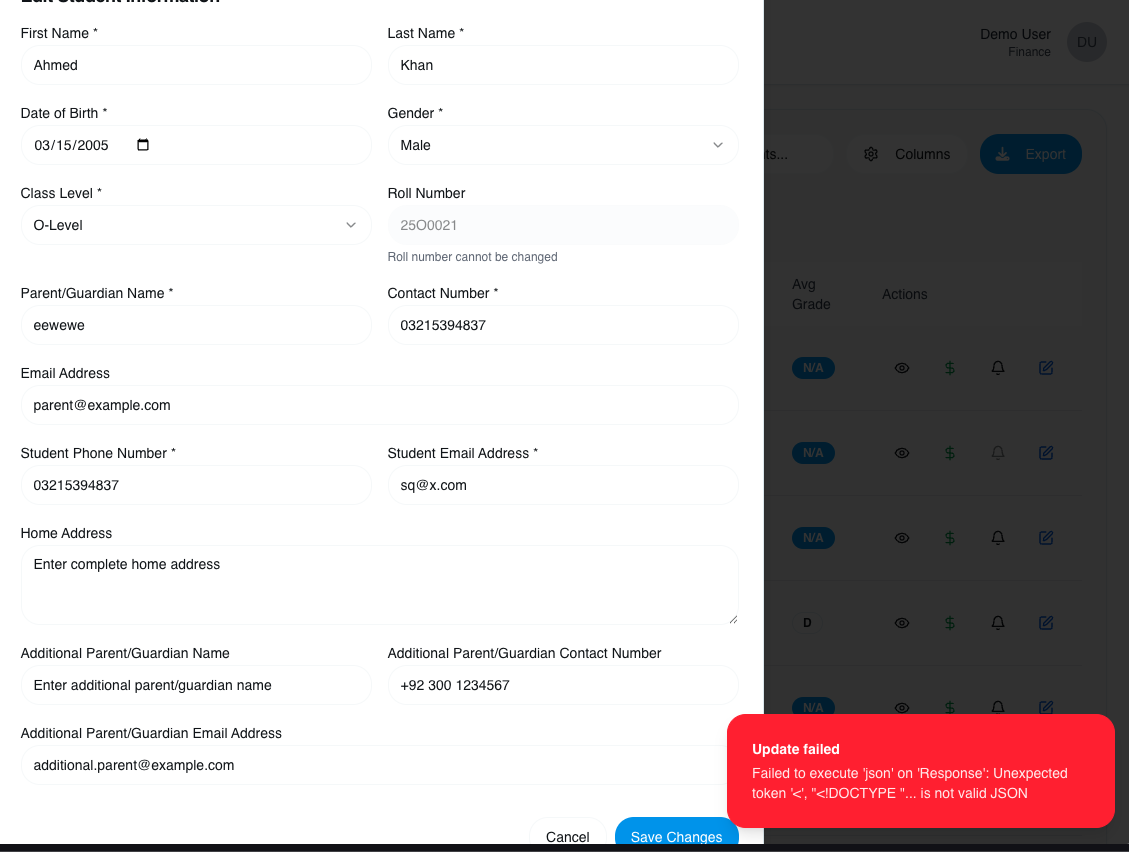 Edit Student Information
First Name *
Last Name *
Ahmed
Khan
Date of Birth *
Gender *
03/15/2005
Male
Class Level *
Roll Number
O-Level
25O0021
Roll number cannot be changed
Parent/Guardian Name *
Contact Number *
eewewe
03215394837
Email Address
parent@example.com
Student Phone Number *
Student Email Address *
03215394837
sq@x.com
Home Address
Enter complete home address
Additional Parent/Guardian Name
Additional Parent/Guardian Contact Number
Enter additional parent/guardian name
+92 300 1234567
Additional Parent/Guardian Email Address
additional.parent@example.com
Cancel
Save Changes
Demo User
Finance
DU
ts...
Columns
Export
Avg
Grade
Actions
N/A
N/A
N/A
D
N/A
Update failed
Failed to execute 'json' on 'Response': Unexpected
token '<', "<!DOCTYPE "... is not valid JSON